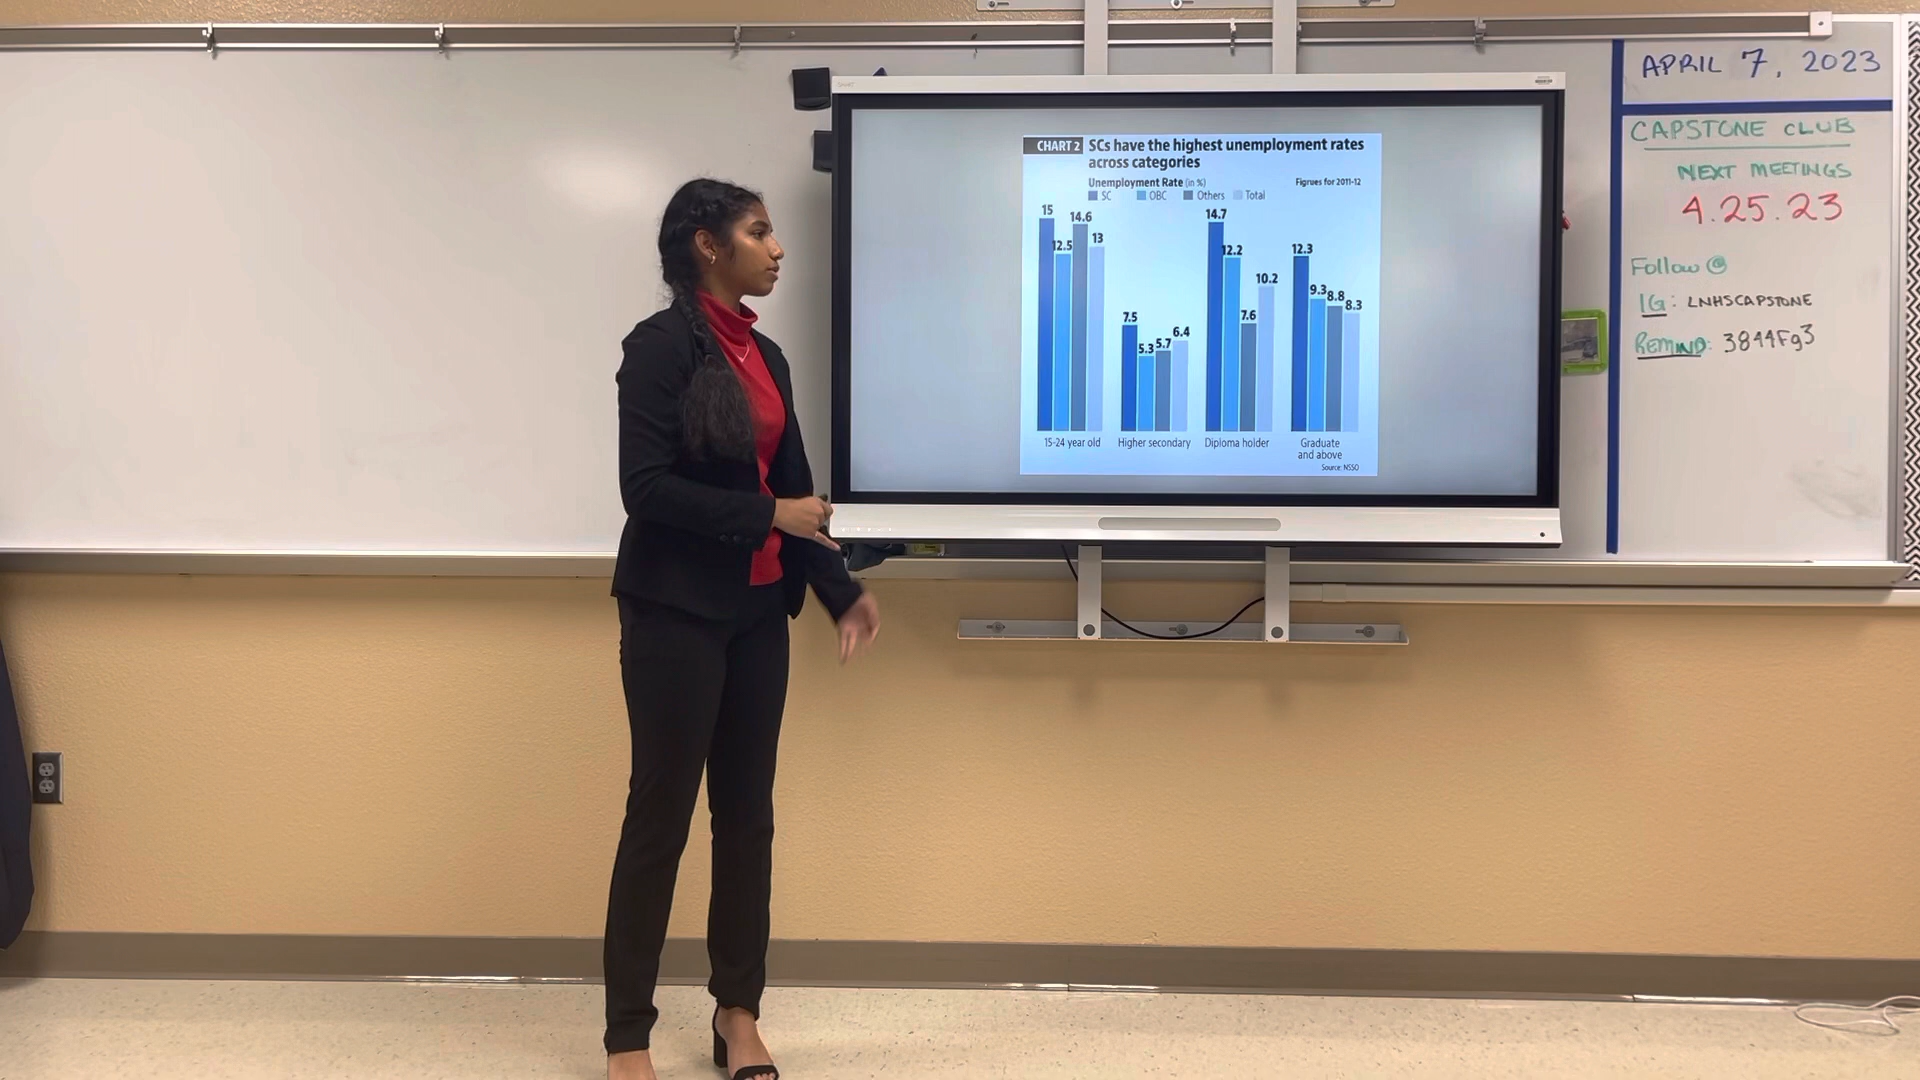 APRIL 7, 2023
CAPSTONE CLUB
NEXT MEETINGS
4.25.23
Follow @
IG: LNHSCAPSTONE
REMIND: 3844Fg3
CHART 2 SCs have the highest unemployment rates
across categories
Unemployment Rate (in %) Figrues for 2011-12
SC OBC Others Total
15 12.5 14.6 13
7.5 5.3 5.7 6.4
14.7 12.2 7.6 10.2
12.3 9.3 8.8 8.3
15-24 year old Higher secondary Diploma holder Graduate
and above
Source: NSSO